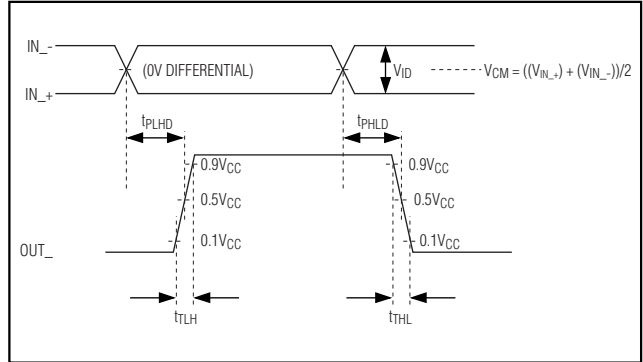 IN_-
(0V DIFFERENTIAL)
VID
VCM = ((VIN_+) + (VIN_-))/2
IN_+
tPLHD
tPHLD
0.9VCC
0.9VCC
0.5VCC
0.5VCC
0.1VCC
0.1VCC
OUT_
tTLH
tTHL